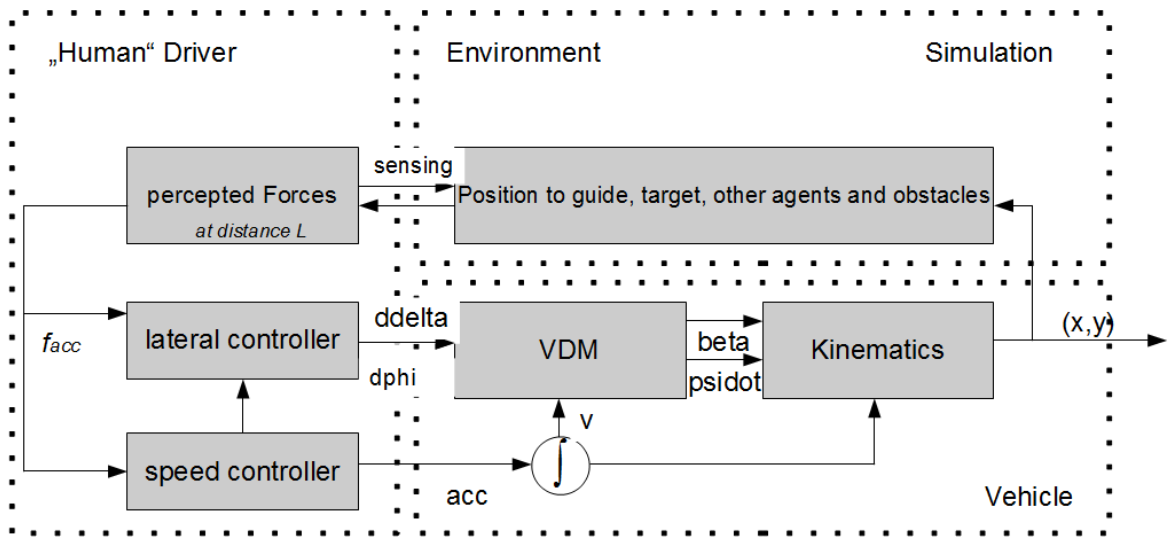 „Human“ Driver
Environment
Simulation
percepted Forces
at distance L
sensing
Position to guide, target, other agents and obstacles
facc
lateral controller
ddelta
dphi
VDM
beta
psidot
Kinematics
(x,y)
speed controller
acc
∫
v
Vehicle